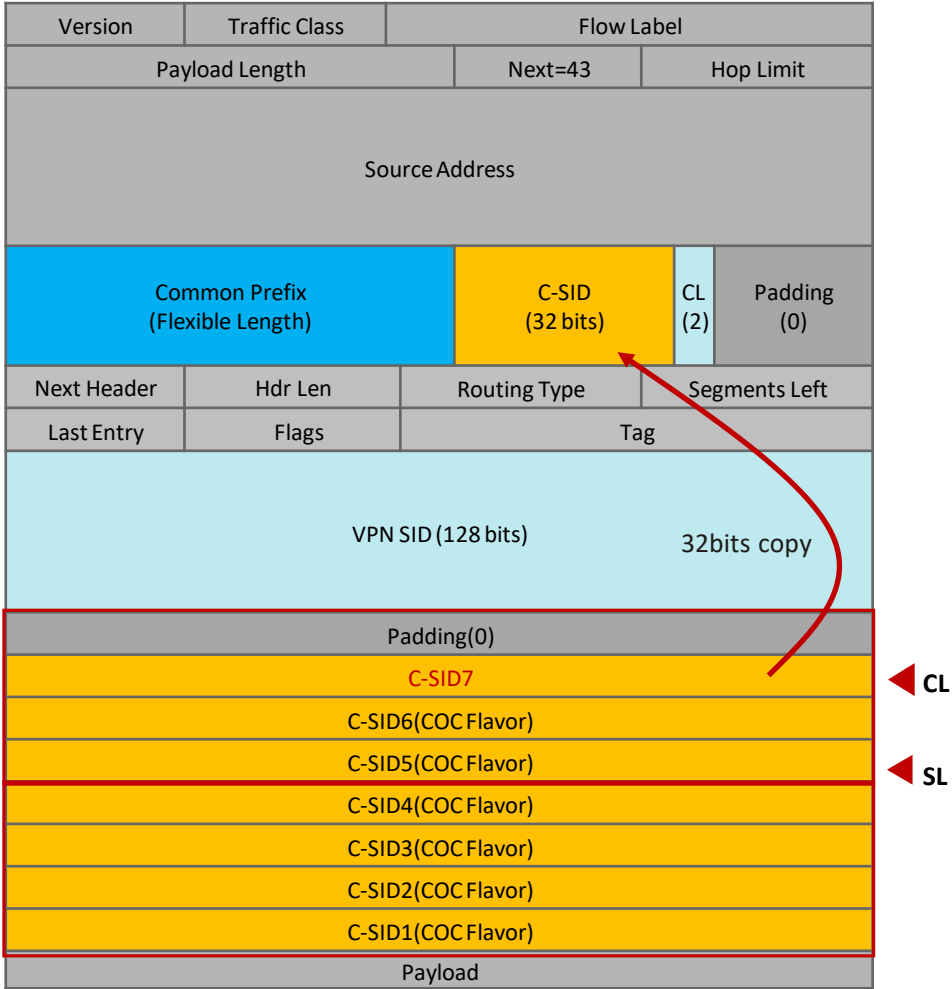 Version Traffic Class Flow Label
Payload Length Next=43 Hop Limit
Source Address
Common Prefix
(Flexible Length)
C-SID
(32 bits)
CL
(2)
Padding
(0)
Next Header Hdr Len Routing Type Segments Left
Last Entry Flags Tag
VPN SID (128 bits)
32bits copy
Padding(0)
C-SID7
CL
C-SID6(COC Flavor)
C-SID5(COC Flavor)
SL
C-SID4(COC Flavor)
C-SID3(COC Flavor)
C-SID2(COC Flavor)
C-SID1(COC Flavor)
Payload